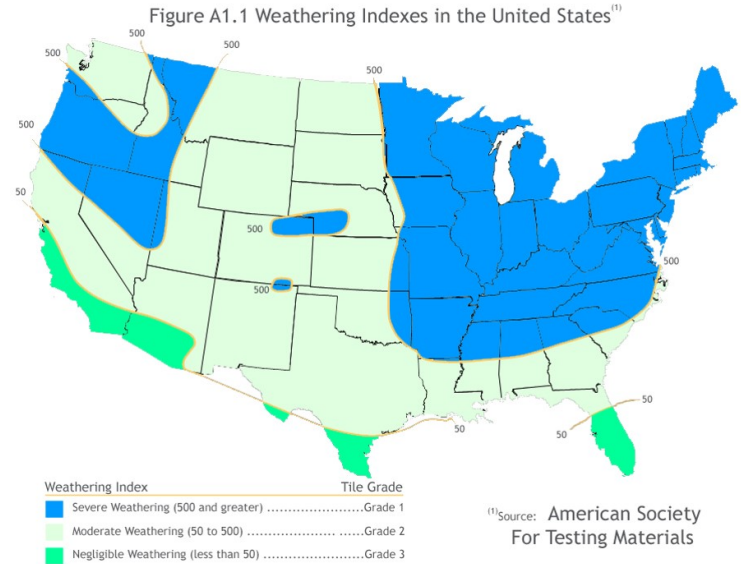 Figure A1.1 Weathering Indexes in the United States(1)
500
500
500
500
500
50
500
500
500
50
50
50
Weathering Index Tile Grade
Severe Weathering (500 and greater) ........................Grade 1
Moderate Weathering (50 to 500) ................ ......Grade 2
Negligible Weathering (less than 50) .....................Grade 3
(1)Source: American Society
For Testing Materials